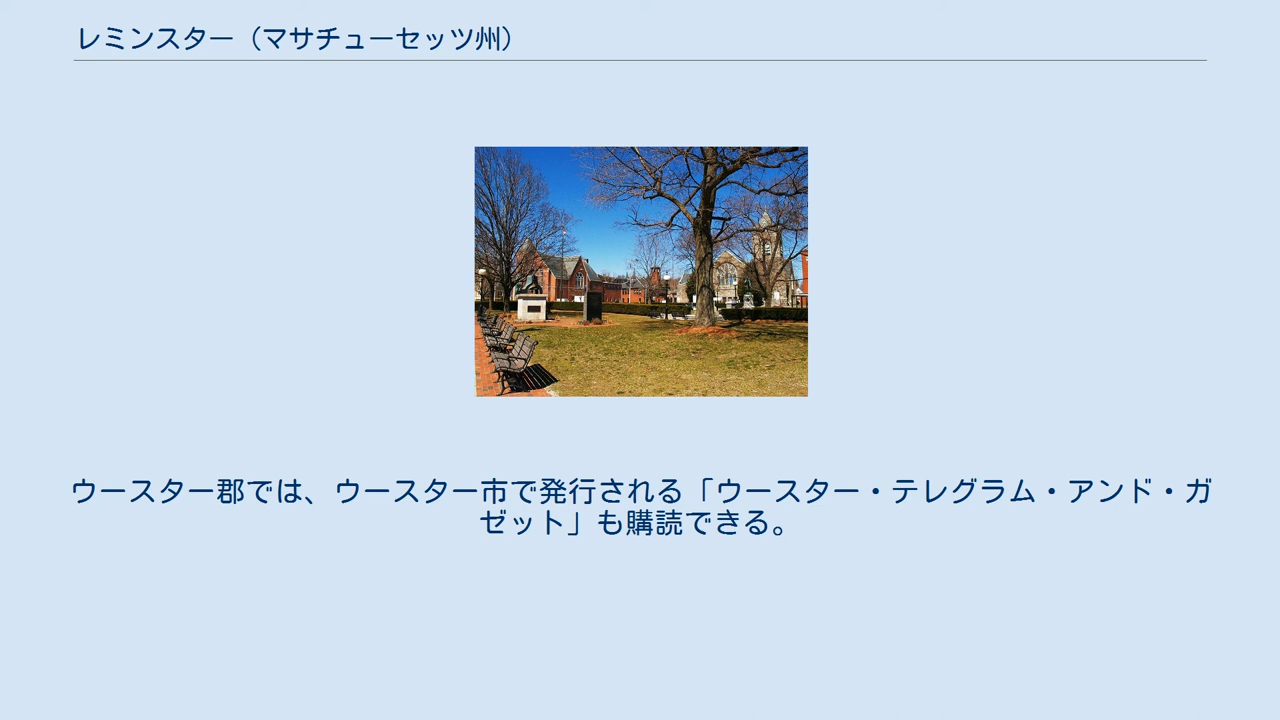 レミンスター（マサチューセッツ州）
ウースター郡では、ウースター市で発行される「ウースター・テレグラム・アンド・ガ
ゼット」も購読できる。